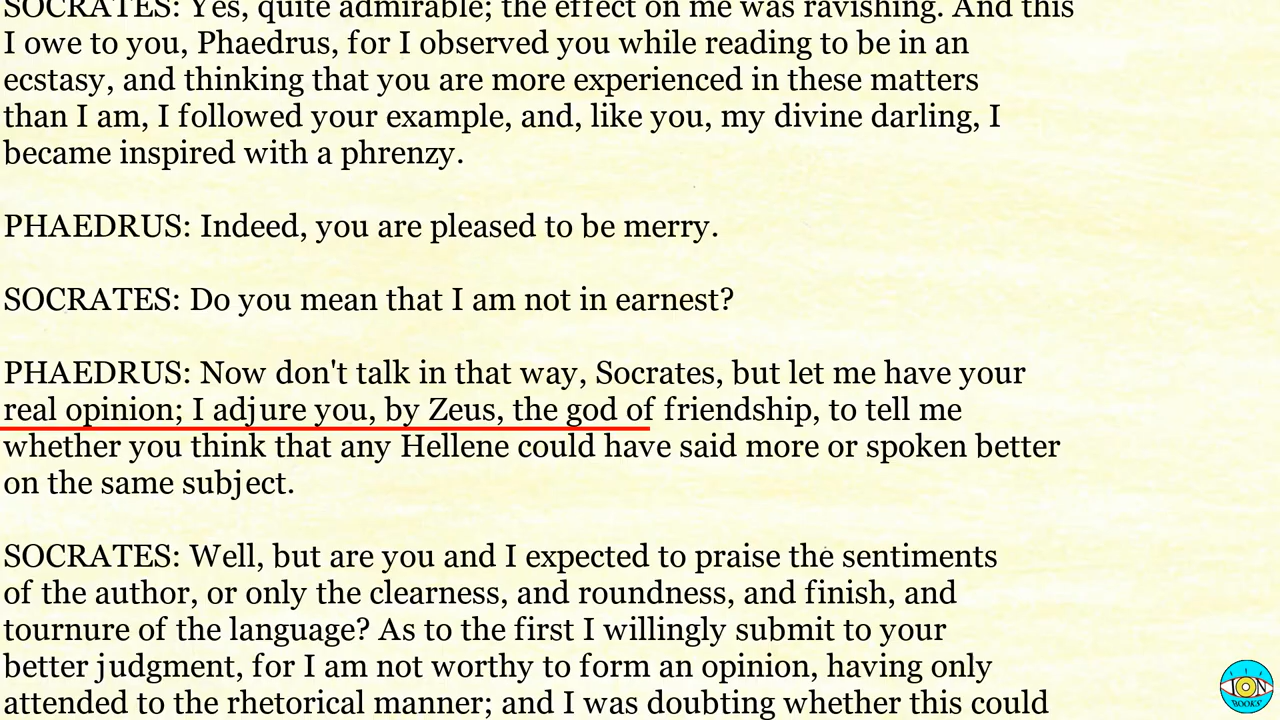 SOCRATES: Yes, quite admirable; the effect on me was ravishing. And this
I owe to you, Phaedrus, for I observed you while reading to be in an
ecstasy, and thinking that you are more experienced in these matters
than I am, I followed your example, and, like you, my divine darling, I
became inspired with a phrenzy.
PHAEDRUS: Indeed, you are pleased to be merry.
SOCRATES: Do you mean that I am not in earnest?
PHAEDRUS: Now don't talk in that way, Socrates, but let me have your
real opinion; I adjure you, by Zeus, the god of friendship, to tell me
whether you think that any Hellene could have said more or spoken better
on the same subject.
SOCRATES: Well, but are you and I expected to praise the sentiments
of the author, or only the clearness, and roundness, and finish, and
tournure of the language? As to the first I willingly submit to your
better judgment, for I am not worthy to form an opinion, having only
attended to the rhetorical manner; and I was doubting whether this could
ION
BOOKS